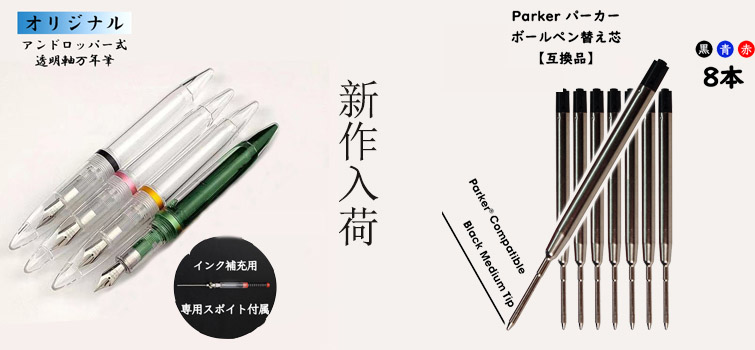 オリジナル
アンドロッパー式
透明軸万年筆
インク補充用
専用スポイト付属
新作入荷
Parker パーカー
ボールペン替え芯
【互換品】
黒 青 赤
8本
Parker® Compatible
Black Medium Tip